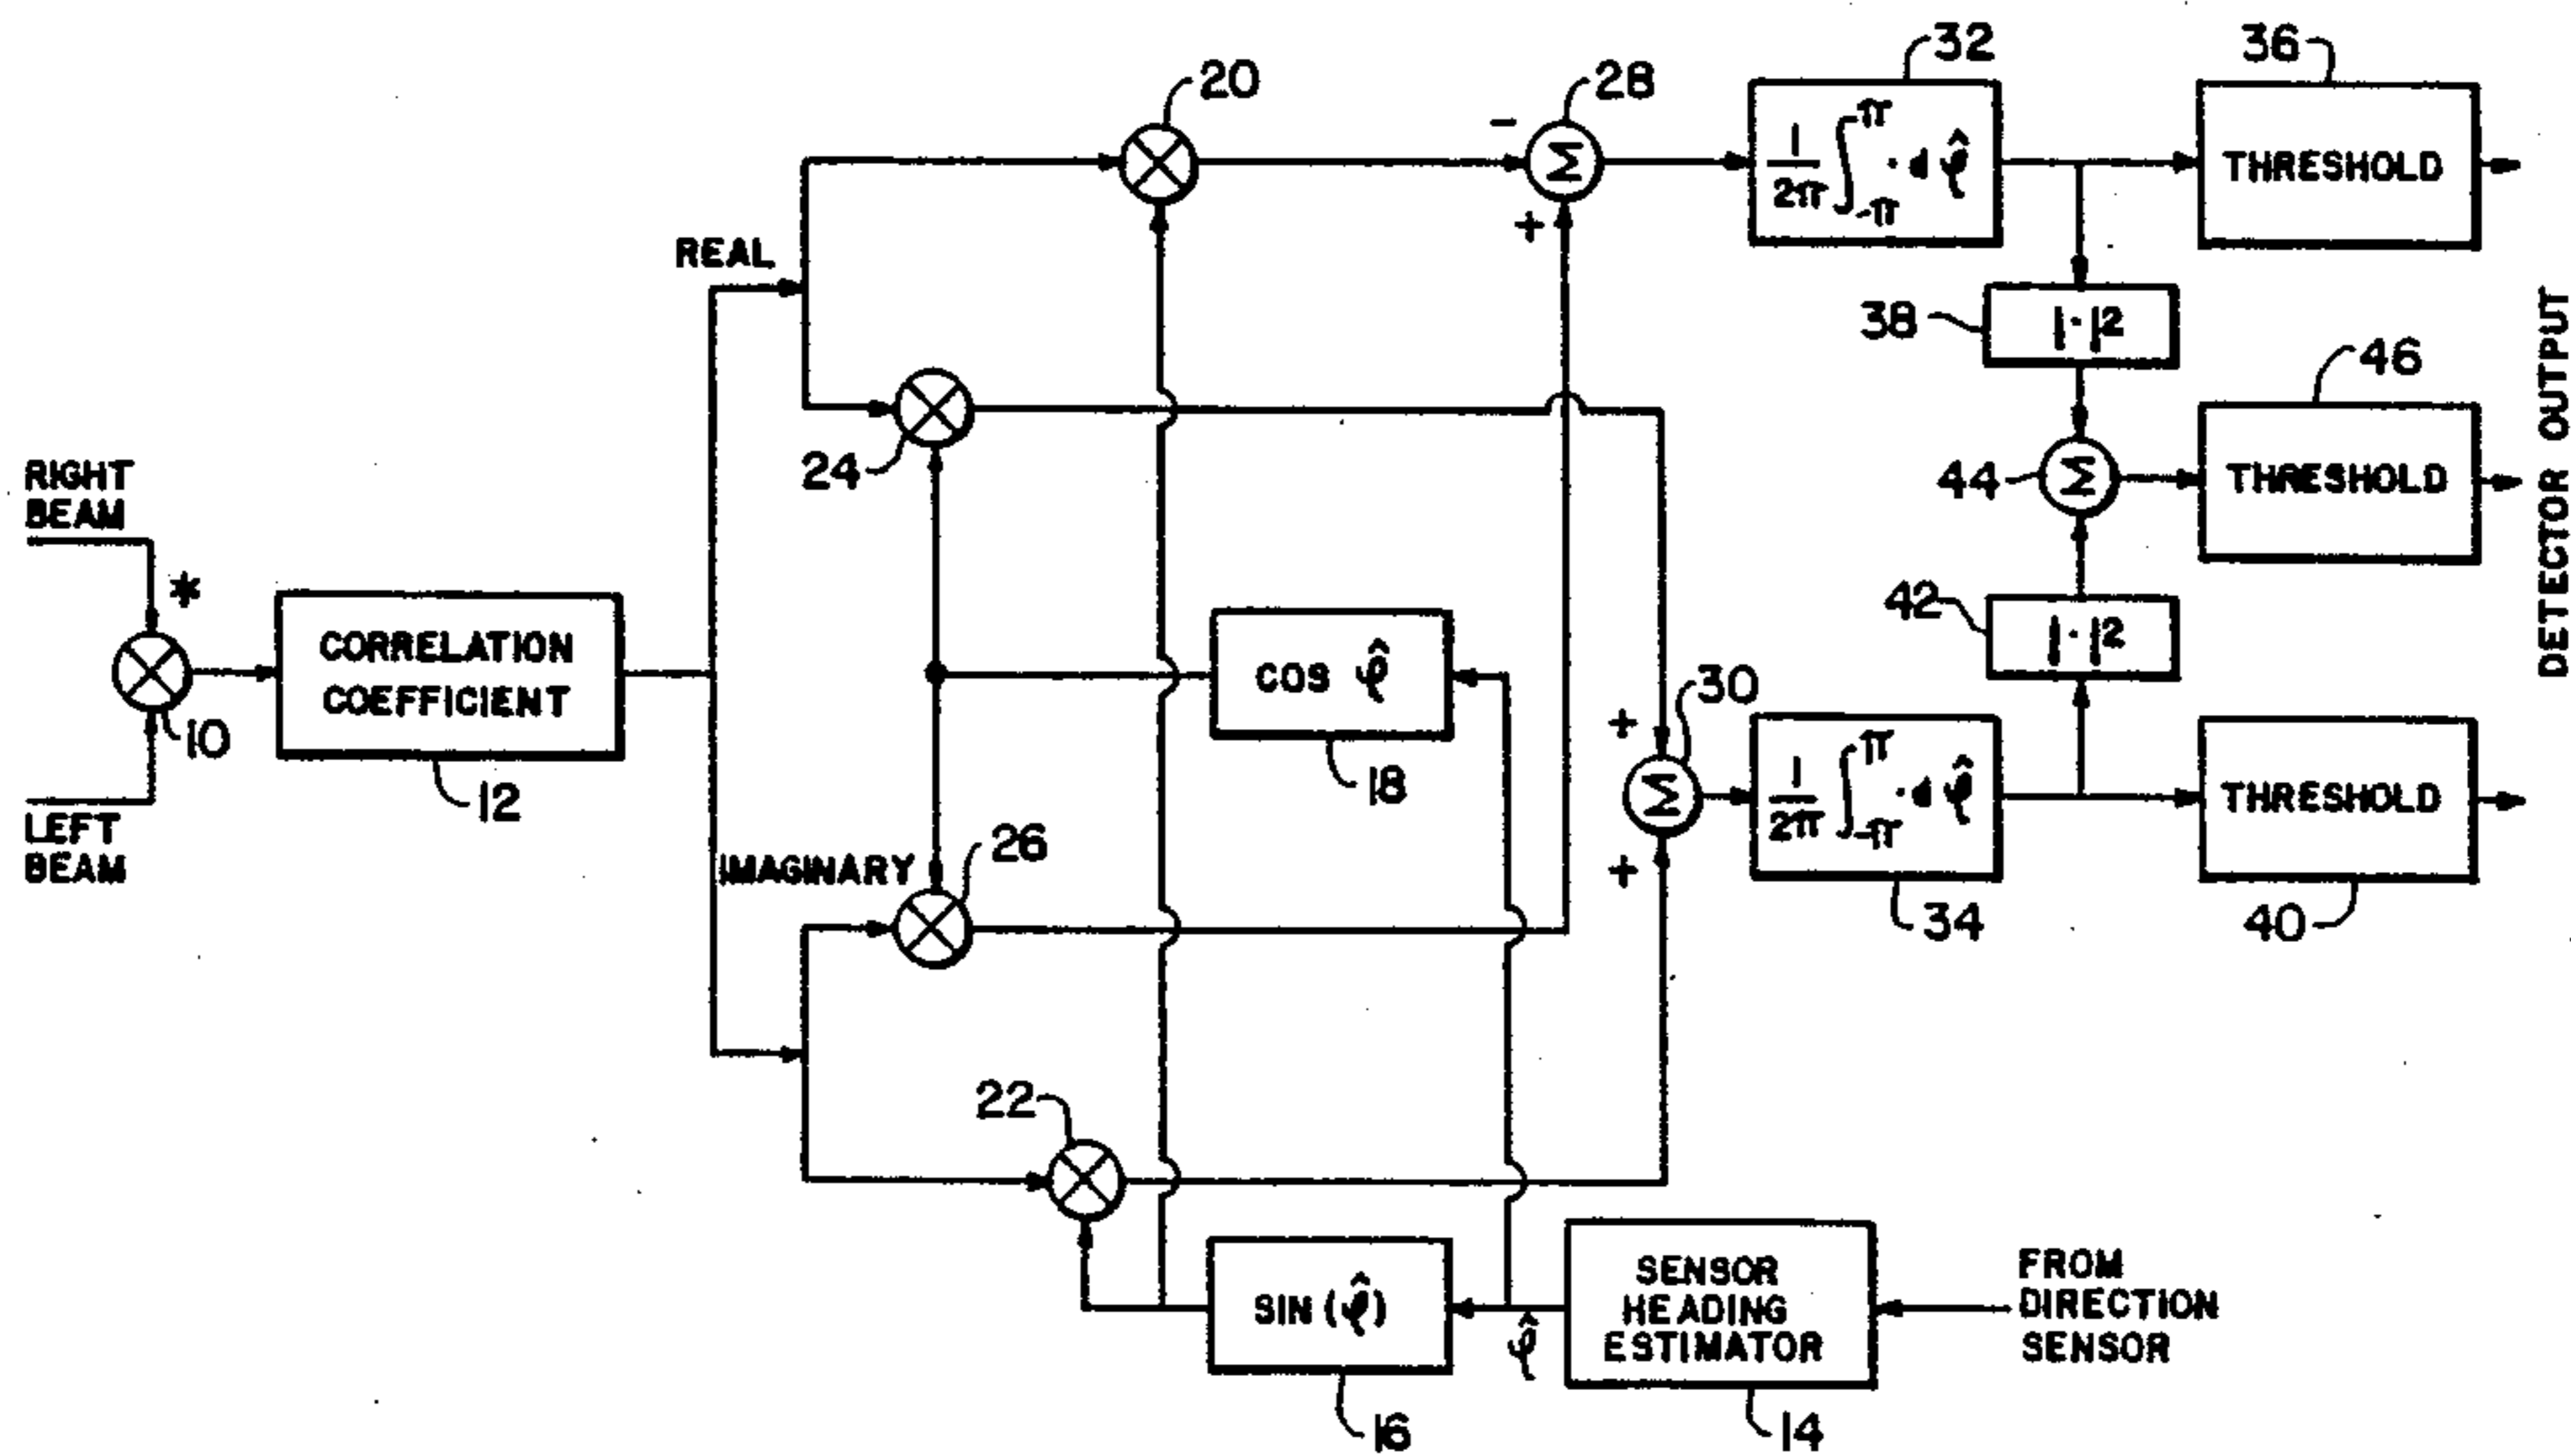 20
28
32
36
-
+
1/2π ∫-π^π · d φ̂
THRESHOLD
REAL
38
|·|²
46
24
44
Σ
Σ
THRESHOLD
DETECTOR OUTPUT
RIGHT
BEAM
*
10
LEFT
BEAM
CORRELATION
COEFFICIENT
12
COS φ̂
18
42
|·|²
30
+
Σ
+
1/2π ∫-π^π · d φ̂
34
THRESHOLD
40
IMAGINARY
26
22
SIN (φ̂)
16
φ̂
SENSOR
HEADING
ESTIMATOR
14
FROM
DIRECTION
SENSOR